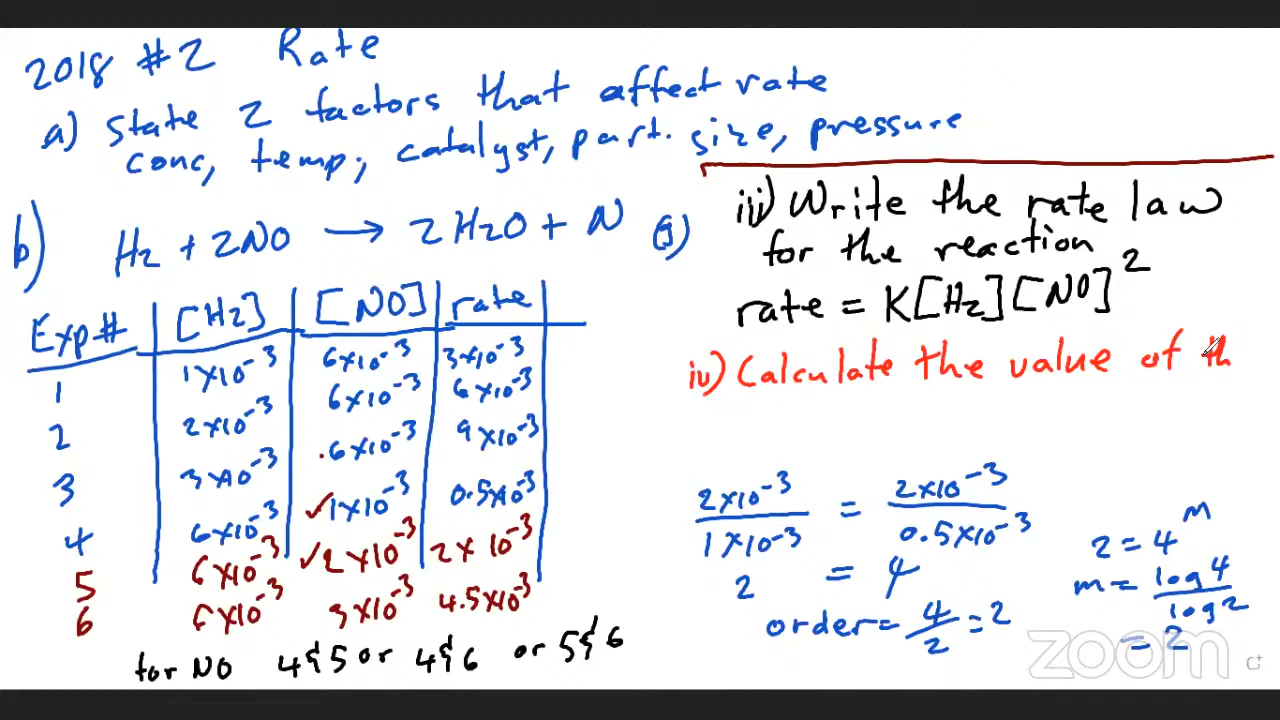 2018 #2 Rate
a) state 2 factors that affect rate
conc, temp, catalyst, part. size, pressure
b) H2 + 2NO → 2H2O + N (g)
Exp# [H2] [NO] rate
1 1×10⁻³ 6×10⁻³ 3×10⁻³
2 2×10⁻³ 6×10⁻³ 6×10⁻³
3 3×10⁻³ .6×10⁻³ 9×10⁻³
4 6×10⁻³ ✓1×10⁻³ 0.5×10⁻³
5 6×10⁻³ ✓2×10⁻³ 2×10⁻³
6 6×10⁻³ 3×10⁻³ 4.5×10⁻³
for NO 4&5 or 4&6 or 5&6
iii) Write the rate law
for the reaction
rate = K[H2][NO]²
iv) Calculate the value of th
2×10⁻³ / 1×10⁻³ = 2×10⁻³ / 0.5×10⁻³
2 = 4
order = 4/2 = 2
2 = 4ᵐ
m = log4 / log2
= 2
zoom